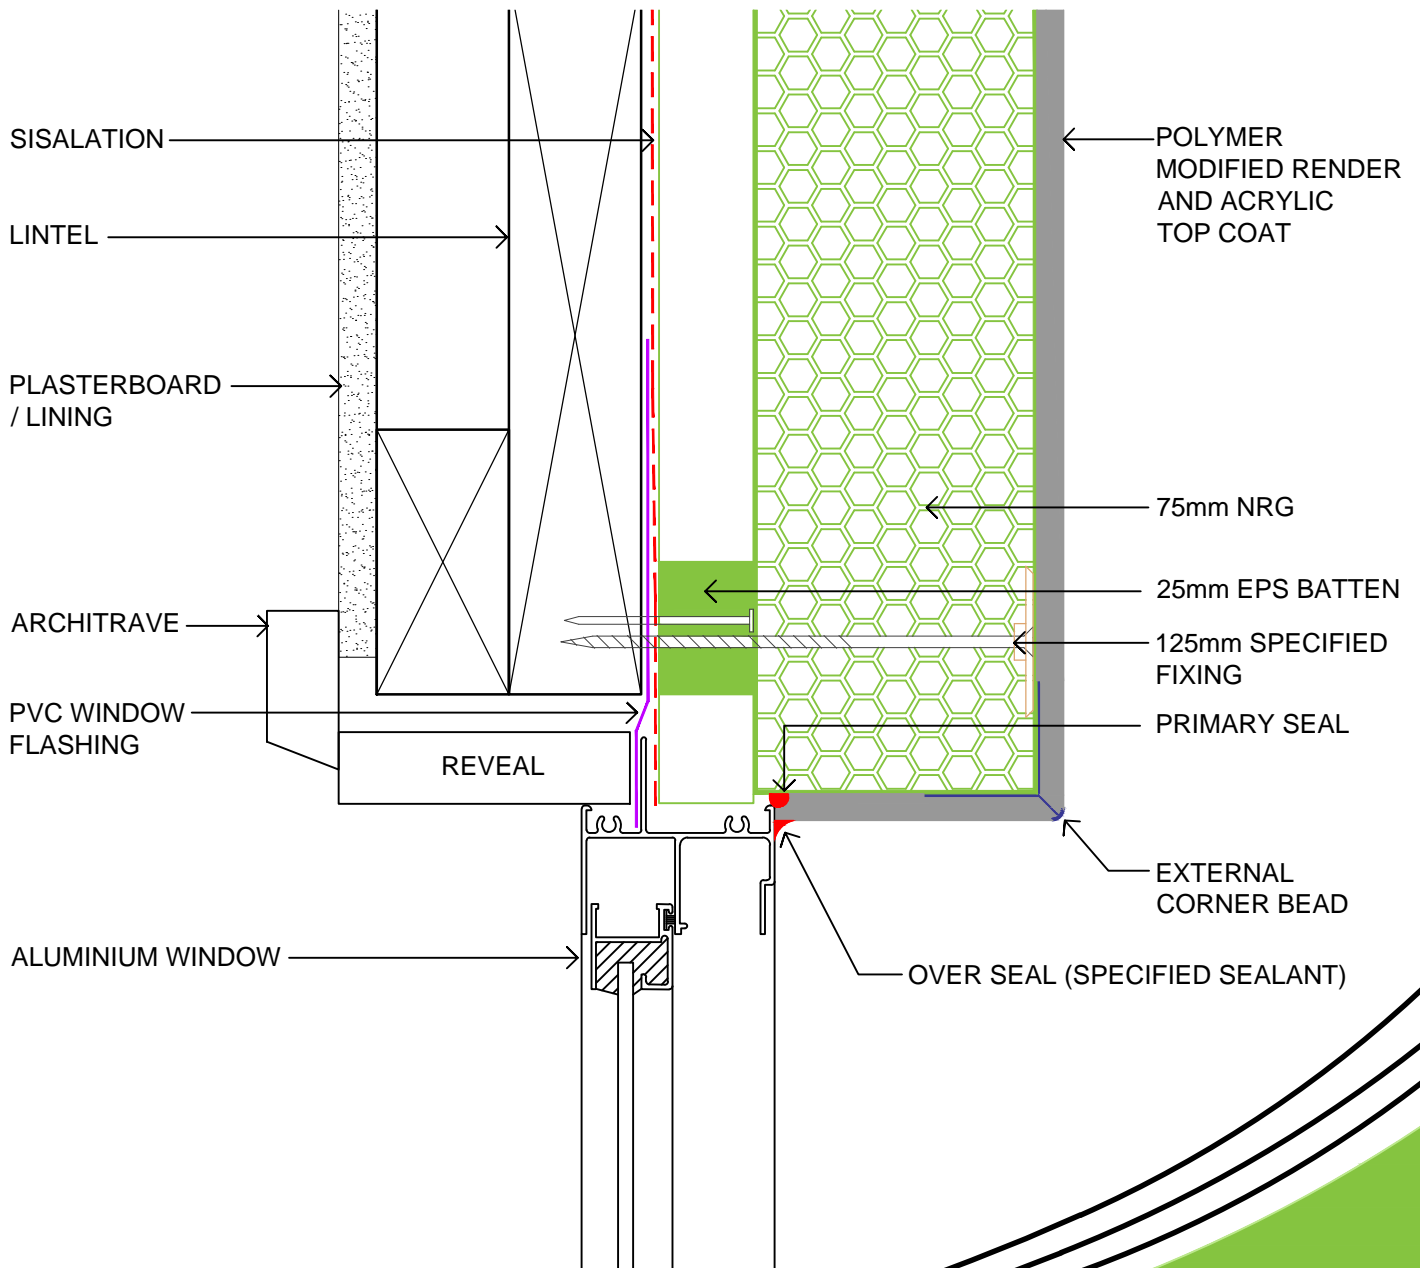 SISALATION
LINTEL
PLASTERBOARD
/ LINING
ARCHITRAVE
PVC WINDOW
FLASHING
REVEAL
ALUMINIUM WINDOW
POLYMER
MODIFIED RENDER
AND ACRYLIC
TOP COAT
75mm NRG
25mm EPS BATTEN
125mm SPECIFIED
FIXING
PRIMARY SEAL
EXTERNAL
CORNER BEAD
OVER SEAL (SPECIFIED SEALANT)